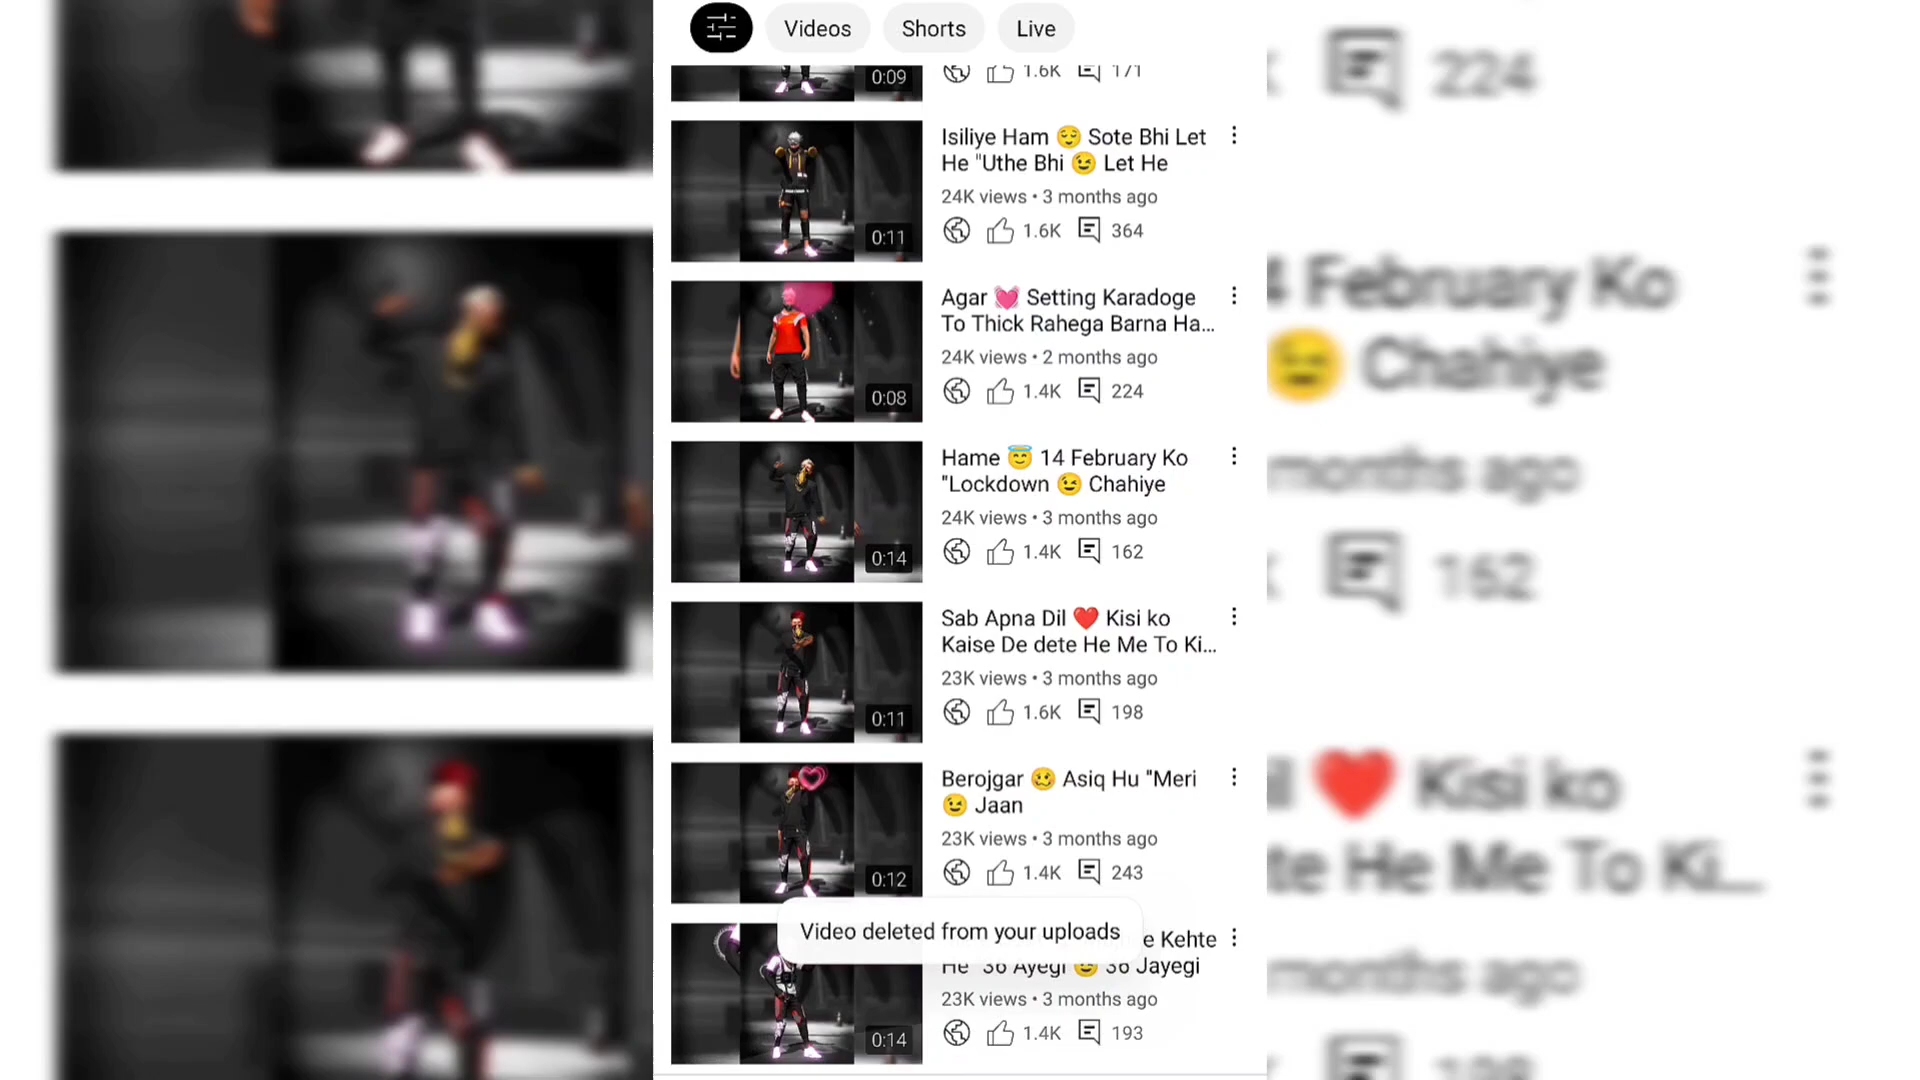 Videos
Shorts
Live
0:09
1.6K
171
Isiliye Ham 😌 Sote Bhi Let
He "Uthe Bhi 😉 Let He
24K views • 3 months ago
1.6K
364
0:11
Agar 💓 Setting Karadoge
To Thick Rahega Barna Ha...
24K views • 2 months ago
1.4K
224
0:08
Hame 😇 14 February Ko
"Lockdown 😉 Chahiye
24K views • 3 months ago
1.4K
162
0:14
Sab Apna Dil ❤️ Kisi ko
Kaise De dete He Me To Ki...
23K views • 3 months ago
1.6K
198
0:11
Berojgar 🥴 Asiq Hu "Meri
😉 Jaan
23K views • 3 months ago
1.4K
243
0:12
Video deleted from your uploads
e Kehte
He "36 Ayegi 😉 36 Jayegi
23K views • 3 months ago
1.4K
193
0:14
224
4 February Ko
😉 Chahiye
months ago
162
❤️ Kisi ko
te He Me To Ki...
months ago
198